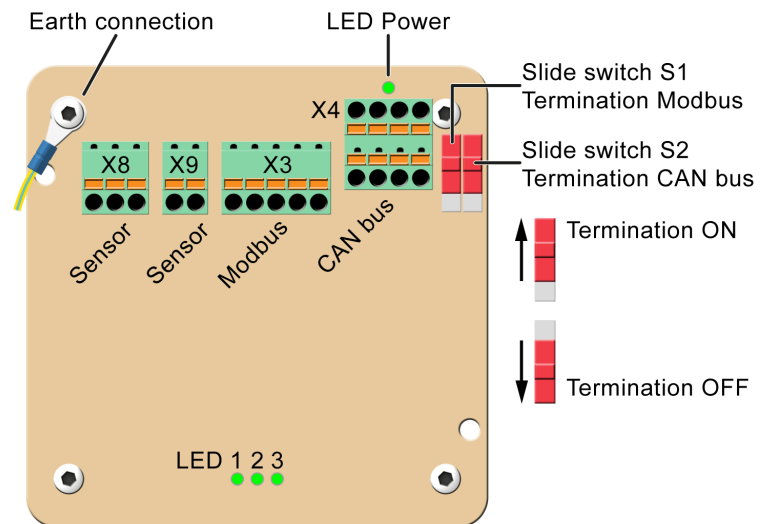 Earth connection
LED Power
Slide switch S1
Termination Modbus
X4
Slide switch S2
Termination CAN bus
X8
X9
X3
Sensor
Sensor
Modbus
CAN bus
Termination ON
Termination OFF
LED 1 2 3